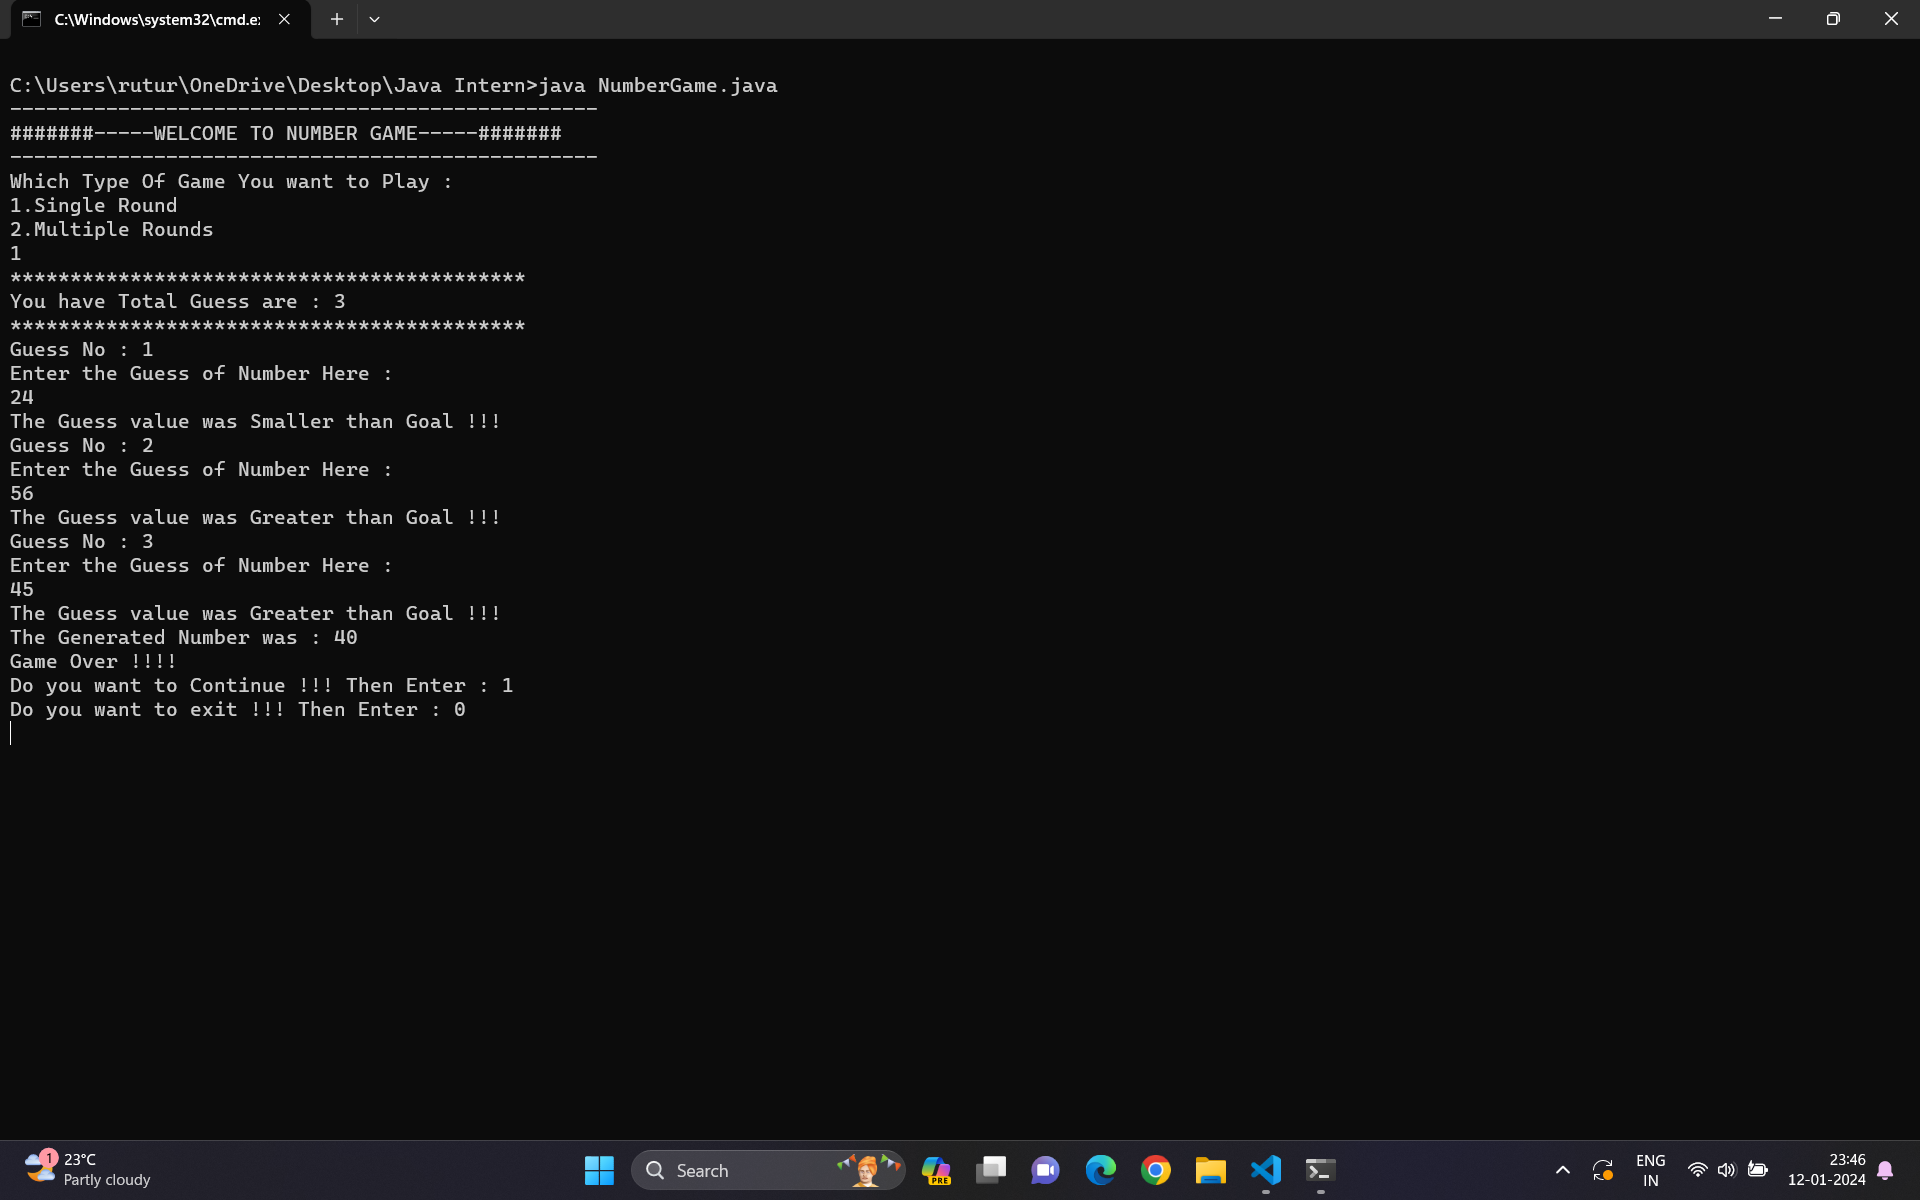 C:\Windows\system32\cmd.e
C:\Users\rutur\OneDrive\Desktop\Java Intern>java NumberGame.java
-------------------------------------------------
#######-----WELCOME TO NUMBER GAME-----#######
-------------------------------------------------
Which Type Of Game You want to Play :
1.Single Round
2.Multiple Rounds
1
*******************************************
You have Total Guess are : 3
*******************************************
Guess No : 1
Enter the Guess of Number Here :
24
The Guess value was Smaller than Goal !!!
Guess No : 2
Enter the Guess of Number Here :
56
The Guess value was Greater than Goal !!!
Guess No : 3
Enter the Guess of Number Here :
45
The Guess value was Greater than Goal !!!
The Generated Number was : 40
Game Over !!!!
Do you want to Continue !!! Then Enter : 1
Do you want to exit !!! Then Enter : 0
1
23°C
Partly cloudy
Search
PRE
ENG
IN
23:46
12-01-2024